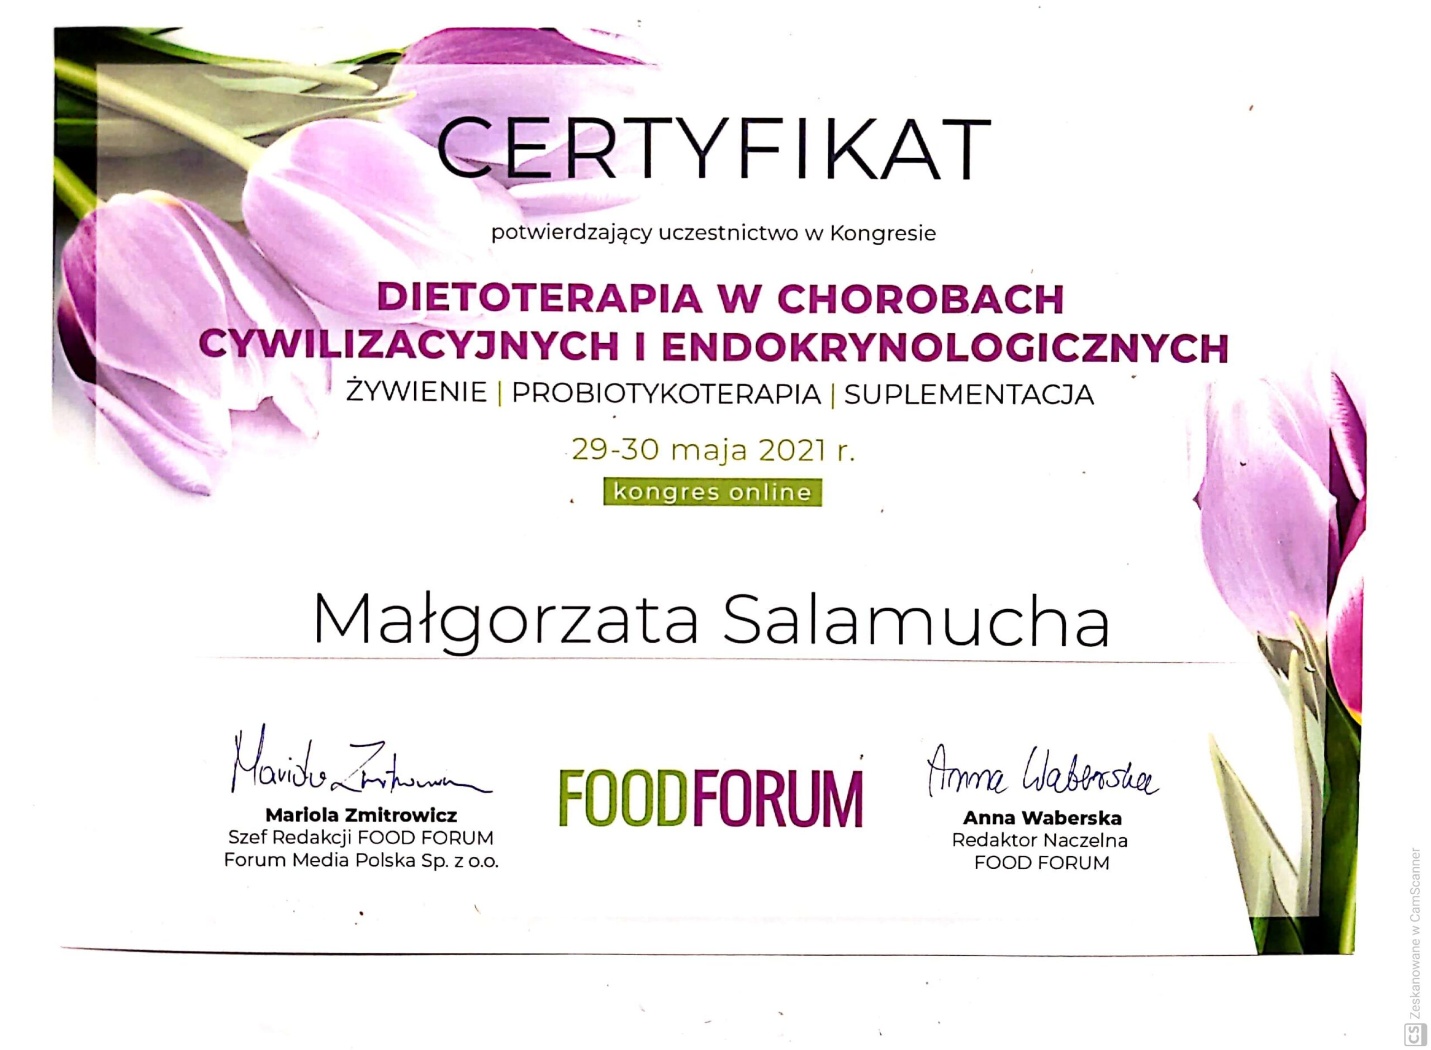 CERTYFIKAT
potwierdzający uczestnictwo w Kongresie
DIETOTERAPIA W CHOROBACH
CYWILIZACYJNYCH I ENDOKRYNOLOGICZNYCH
ŻYWIENIE | PROBIOTYKOTERAPIA | SUPLEMENTACJA
29-30 maja 2021 r.
kongres online
Małgorzata Salamucha
Mariola Zmitrowicz
Szef Redakcji FOOD FORUM
Forum Media Polska Sp. z o.o.
FOODFORUM
Anna Waberska
Anna Waberska
Redaktor Naczelna
FOOD FORUM
CS Zeskanowane w CamScanner